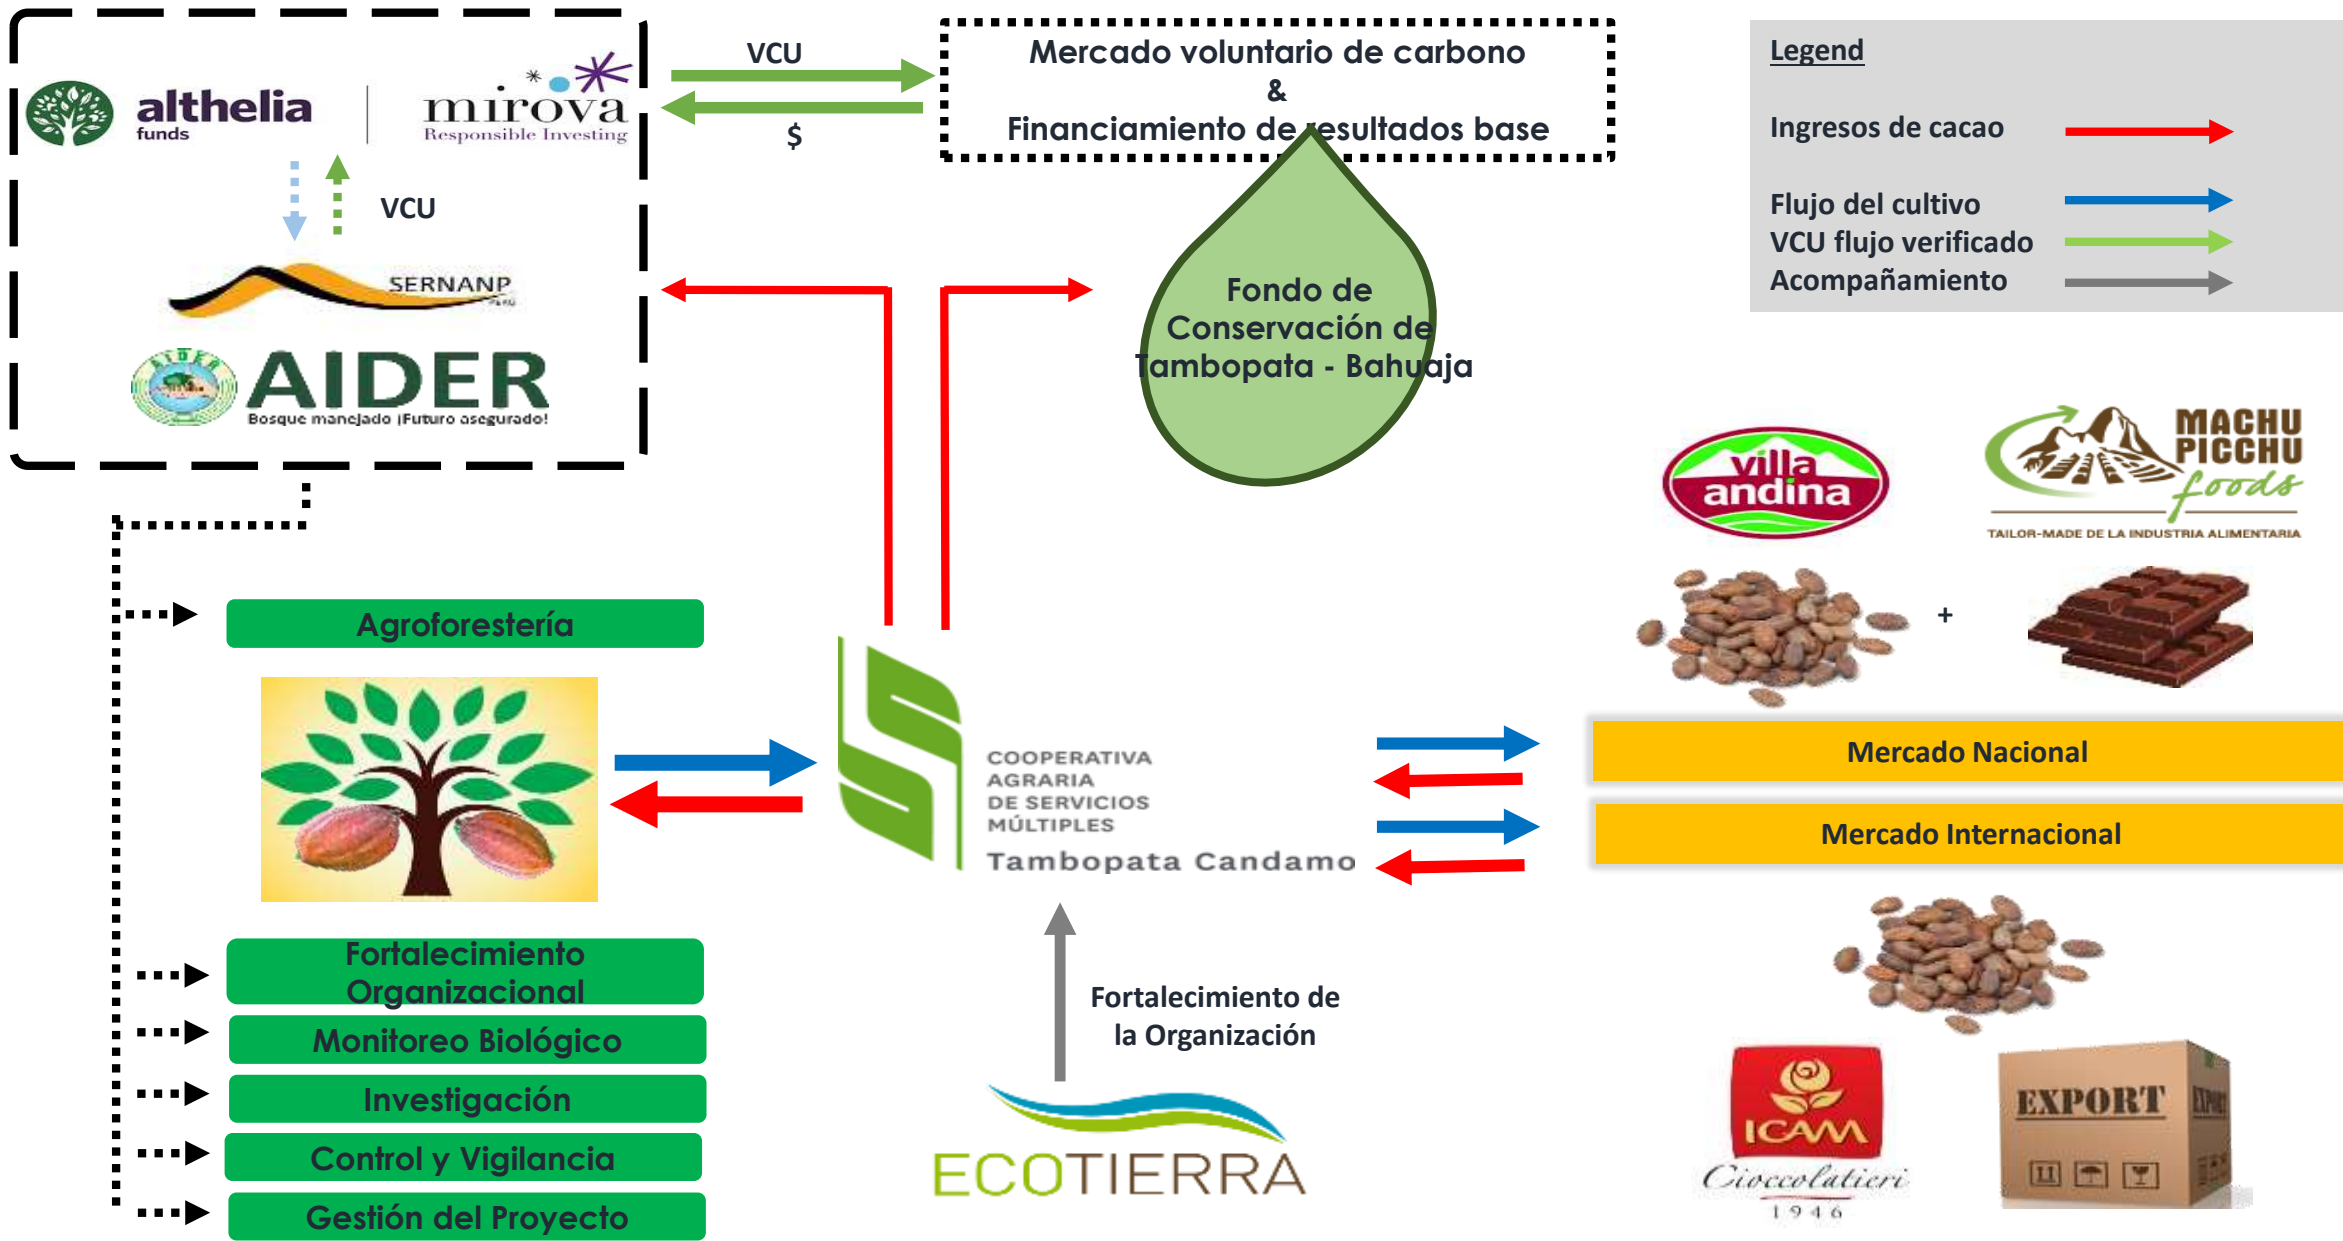 althelia
funds
mirova
Responsible Investing
VCU
$
Mercado voluntario de carbono
&
Financiamiento de resultados base
Legend
Ingresos de cacao
Flujo del cultivo
VCU flujo verificado
Acompañamiento
VCU
SERNANP
PERÚ
AIDER
AIDER
Bosque manejado ¡Futuro asegurado!
Fondo de
Conservación de
Tambopata - Bahuaja
villa
andina
MACHU
PICCHU
foods
TAILOR-MADE DE LA INDUSTRIA ALIMENTARIA
+
Agroforestería
COOPERATIVA
AGRARIA
DE SERVICIOS
MÚLTIPLES
Tambopata Candamo
Mercado Nacional
Mercado Internacional
Fortalecimiento
Organizacional
Monitoreo Biológico
Investigación
Control y Vigilancia
Gestión del Proyecto
Fortalecimiento de
la Organización
ECOTIERRA
ICAM
Cioccolatieri
1946
EXPORT
EXPORT